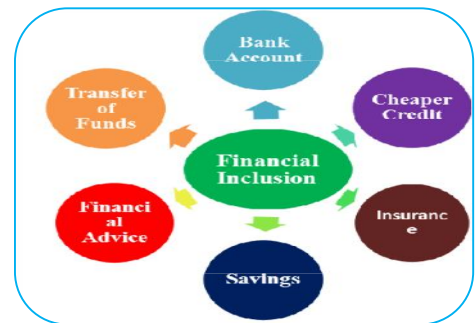 Bank
Account
Transfer
of
Funds
Cheaper
Credit
Financial
Inclusion
Financi
al
Advice
Insuranc
e
Savings